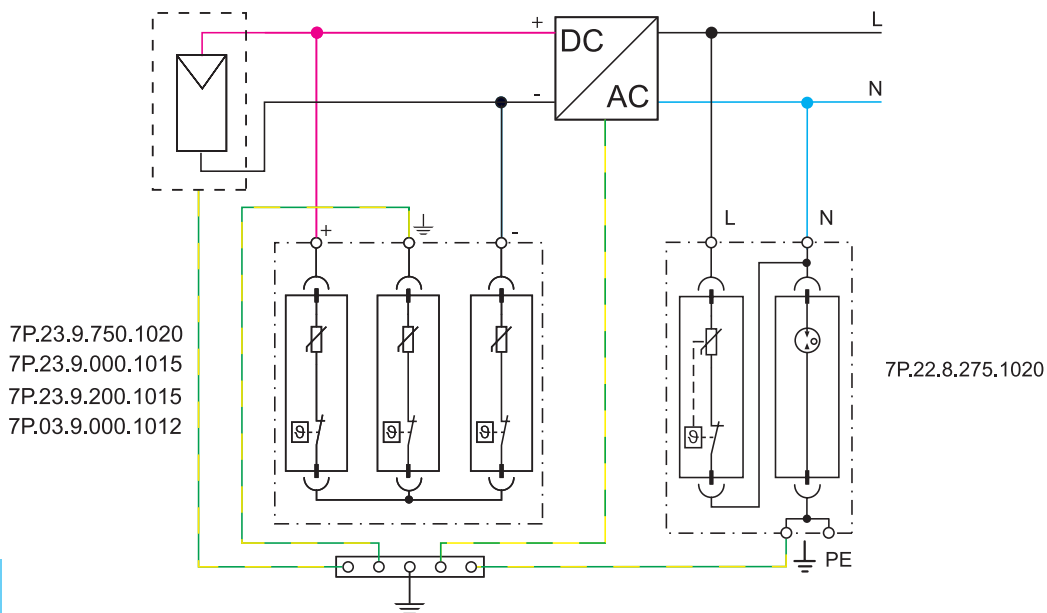 +
L
DC
-
AC
N
+
-
L
N
7P.23.9.750.1020
7P.23.9.000.1015
7P.23.9.200.1015
7P.03.9.000.1012
7P.22.8.275.1020
ϑ
ϑ
ϑ
ϑ
PE